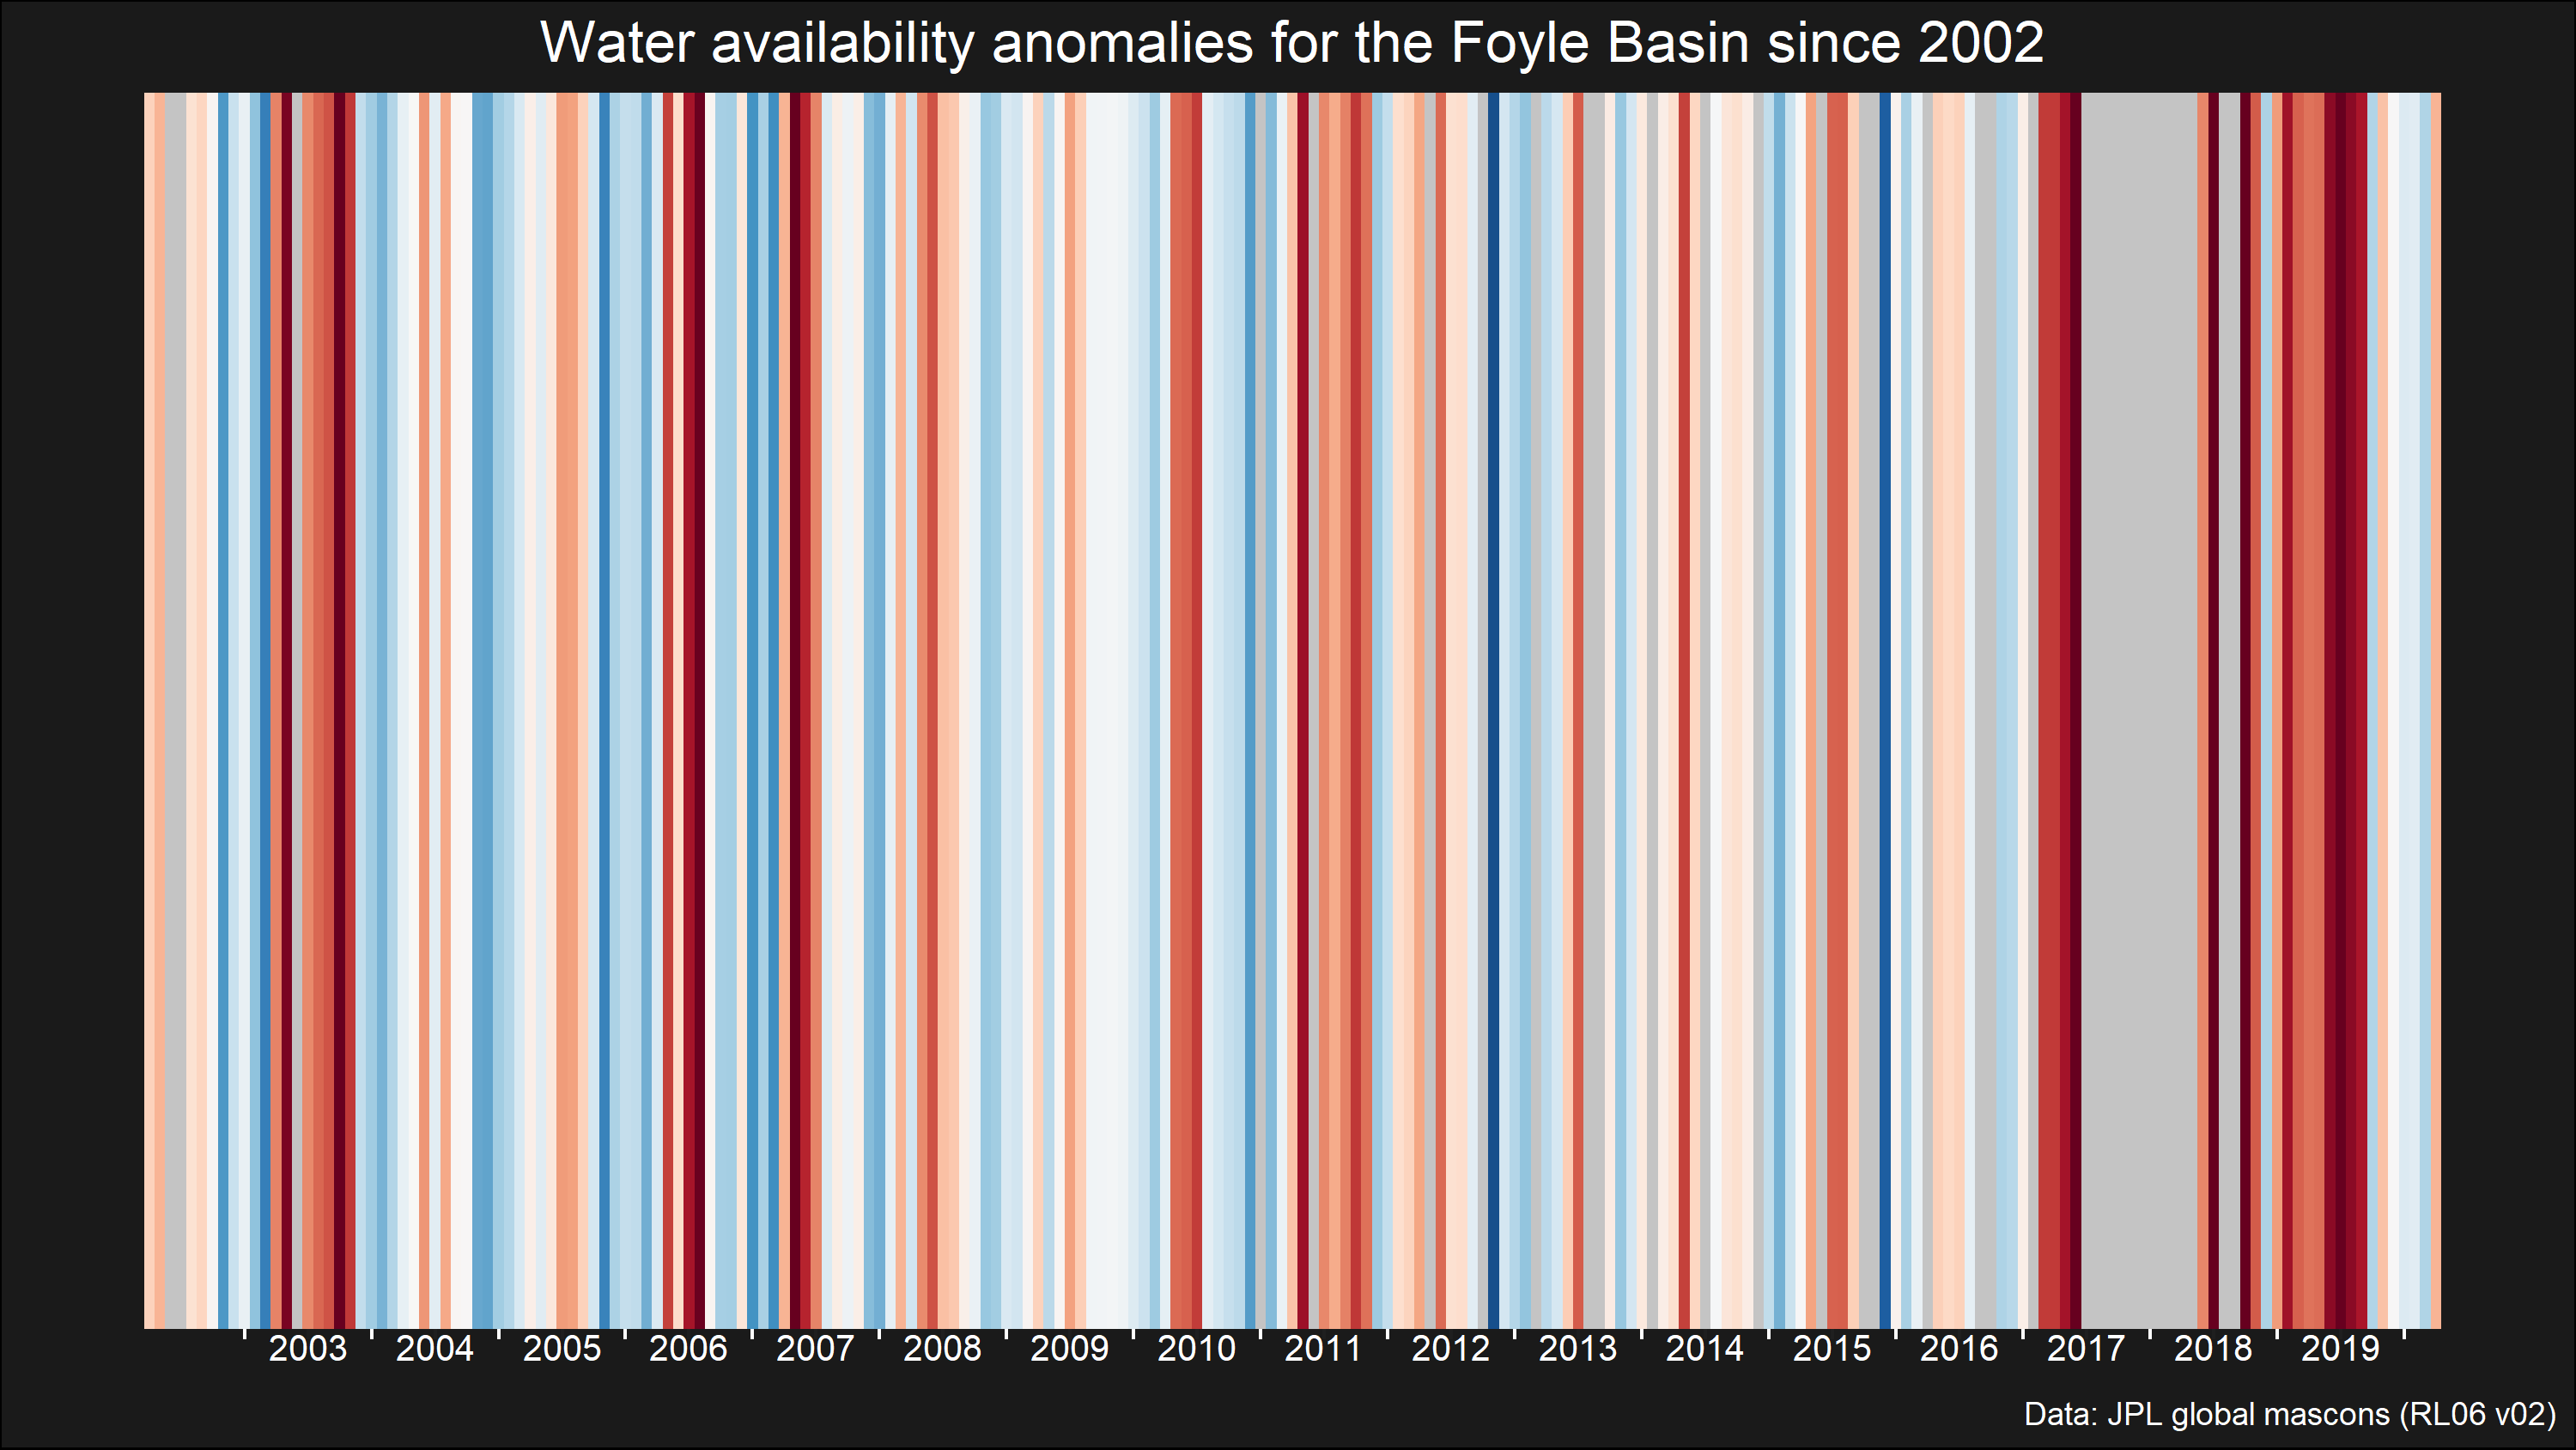 Water availability anomalies for the Foyle Basin since 2002
2003 2004 2005 2006 2007 2008 2009 2010 2011 2012 2013 2014 2015 2016 2017 2018 2019
Data: JPL global mascons (RL06 v02)